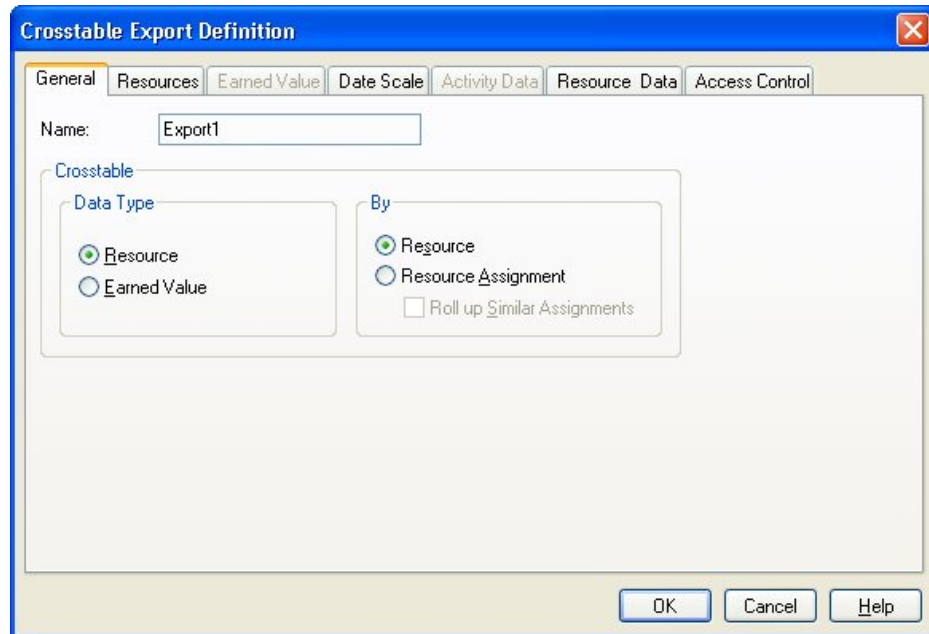 Crosstable Export Definition
General Resources Earned Value Date Scale Activity Data Resource Data Access Control
Name: Export1
Crosstable
Data Type By
Resource Resource
Earned Value Resource Assignment
Roll up Similar Assignments
OK Cancel Help